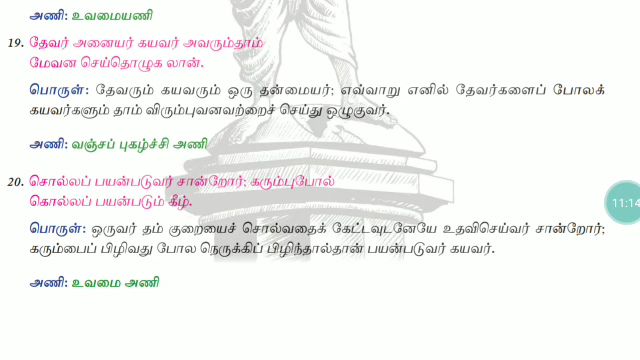 அணி: உவமையணி
19. தேவர் அனையர் கயவர் அவரும்தாம்
மேவன செய்தொழுக லான்.
பொருள்: தேவரும் கயவரும் ஒரு தன்மையர்; எவ்வாறு எனில் தேவர்களைப் போலக்
கயவர்களும் தாம் விரும்புவனவற்றைச் செய்து ஒழுகுவர்.
அணி: வஞ்சப் புகழ்ச்சி அணி
20. சொல்லப் பயன்படுவர் சான்றோர்; கரும்புபோல்
கொல்லப் பயன்படும் கீழ்.
பொருள்: ஒருவர் தம் குறையைச் சொல்வதைக் கேட்டவுடனேயே உதவிசெய்வர் சான்றோர்;
கரும்பைப் பிழிவது போல நெருக்கிப் பிழிந்தால்தான் பயன்படுவர் கயவர்.
அணி: உவமை அணி
11:14